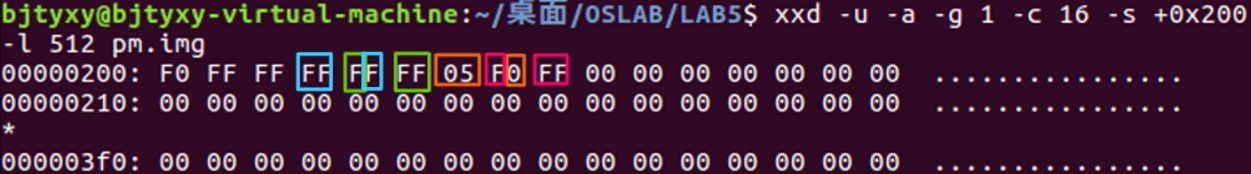 bjtyxy@bjtyxy-virtual-machine:~/桌面/OSLAB/LAB5$ xxd -u -a -g 1 -c 16 -s +0x200
-l 512 pm.img
00000200: F0 FF FF FF FF FF 05 F0 FF 00 00 00 00 00 00 00  ................
00000210: 00 00 00 00 00 00 00 00 00 00 00 00 00 00 00 00  ................
*
000003f0: 00 00 00 00 00 00 00 00 00 00 00 00 00 00 00 00  ................